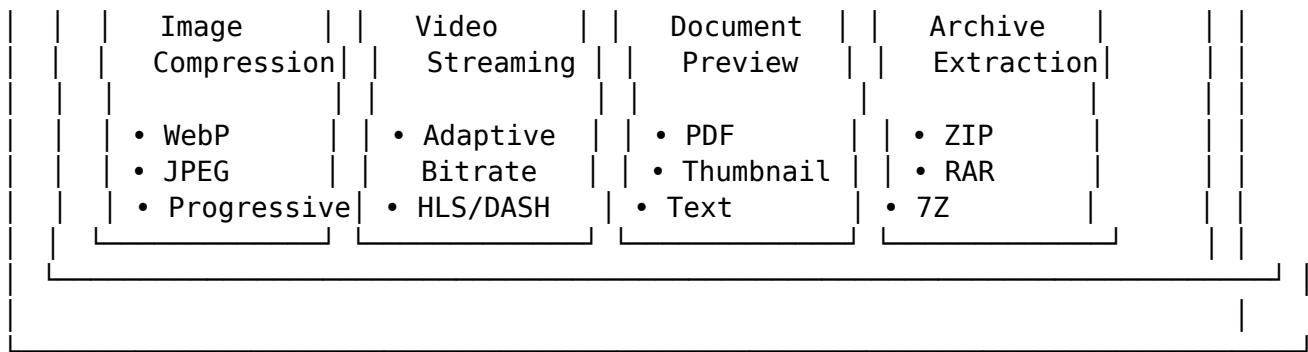 │ │ │ Image │ │ Video │ │ Document │ │ Archive │ │ │
│ │ │ Compression│ │ Streaming │ │ Preview │ │ Extraction│ │ │
│ │ │ │ │ │ │ │ │ │ │
│ │ │ • WebP │ │ • Adaptive │ │ • PDF │ │ • ZIP │ │ │
│ │ │ • JPEG │ │ Bitrate │ │ • Thumbnail │ │ • RAR │ │ │
│ │ │ • Progressive│ • HLS/DASH │ • Text │ • 7Z │ │ │